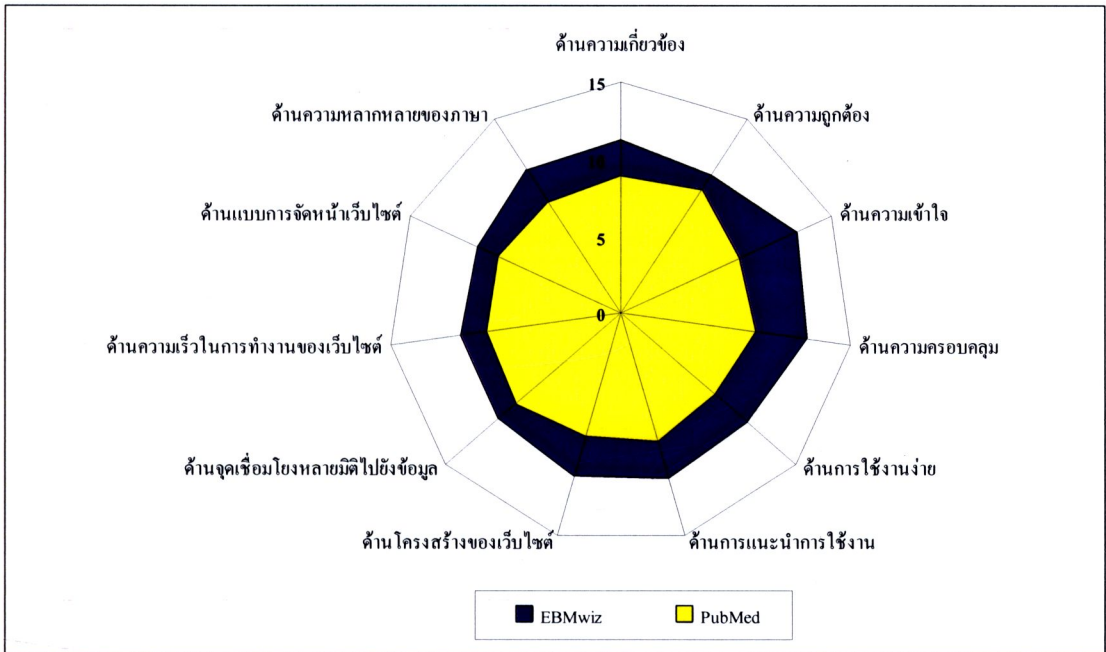 ด้านความเกี่ยวข้อง
15
ด้านความหลากหลายของภาษา
ด้านความถูกต้อง
10
ด้านแบบการจัดหน้าเว็บไซต์
ด้านความเข้าใจ
5
0
ด้านความเร็วในการทำงานของเว็บไซต์
ด้านความครอบคลุม
ด้านจุดเชื่อมโยงหลายมิติไปยังข้อมูล
ด้านการใช้งานง่าย
ด้านโครงสร้างของเว็บไซต์
ด้านการแนะนำการใช้งาน
EBMwiz
PubMed